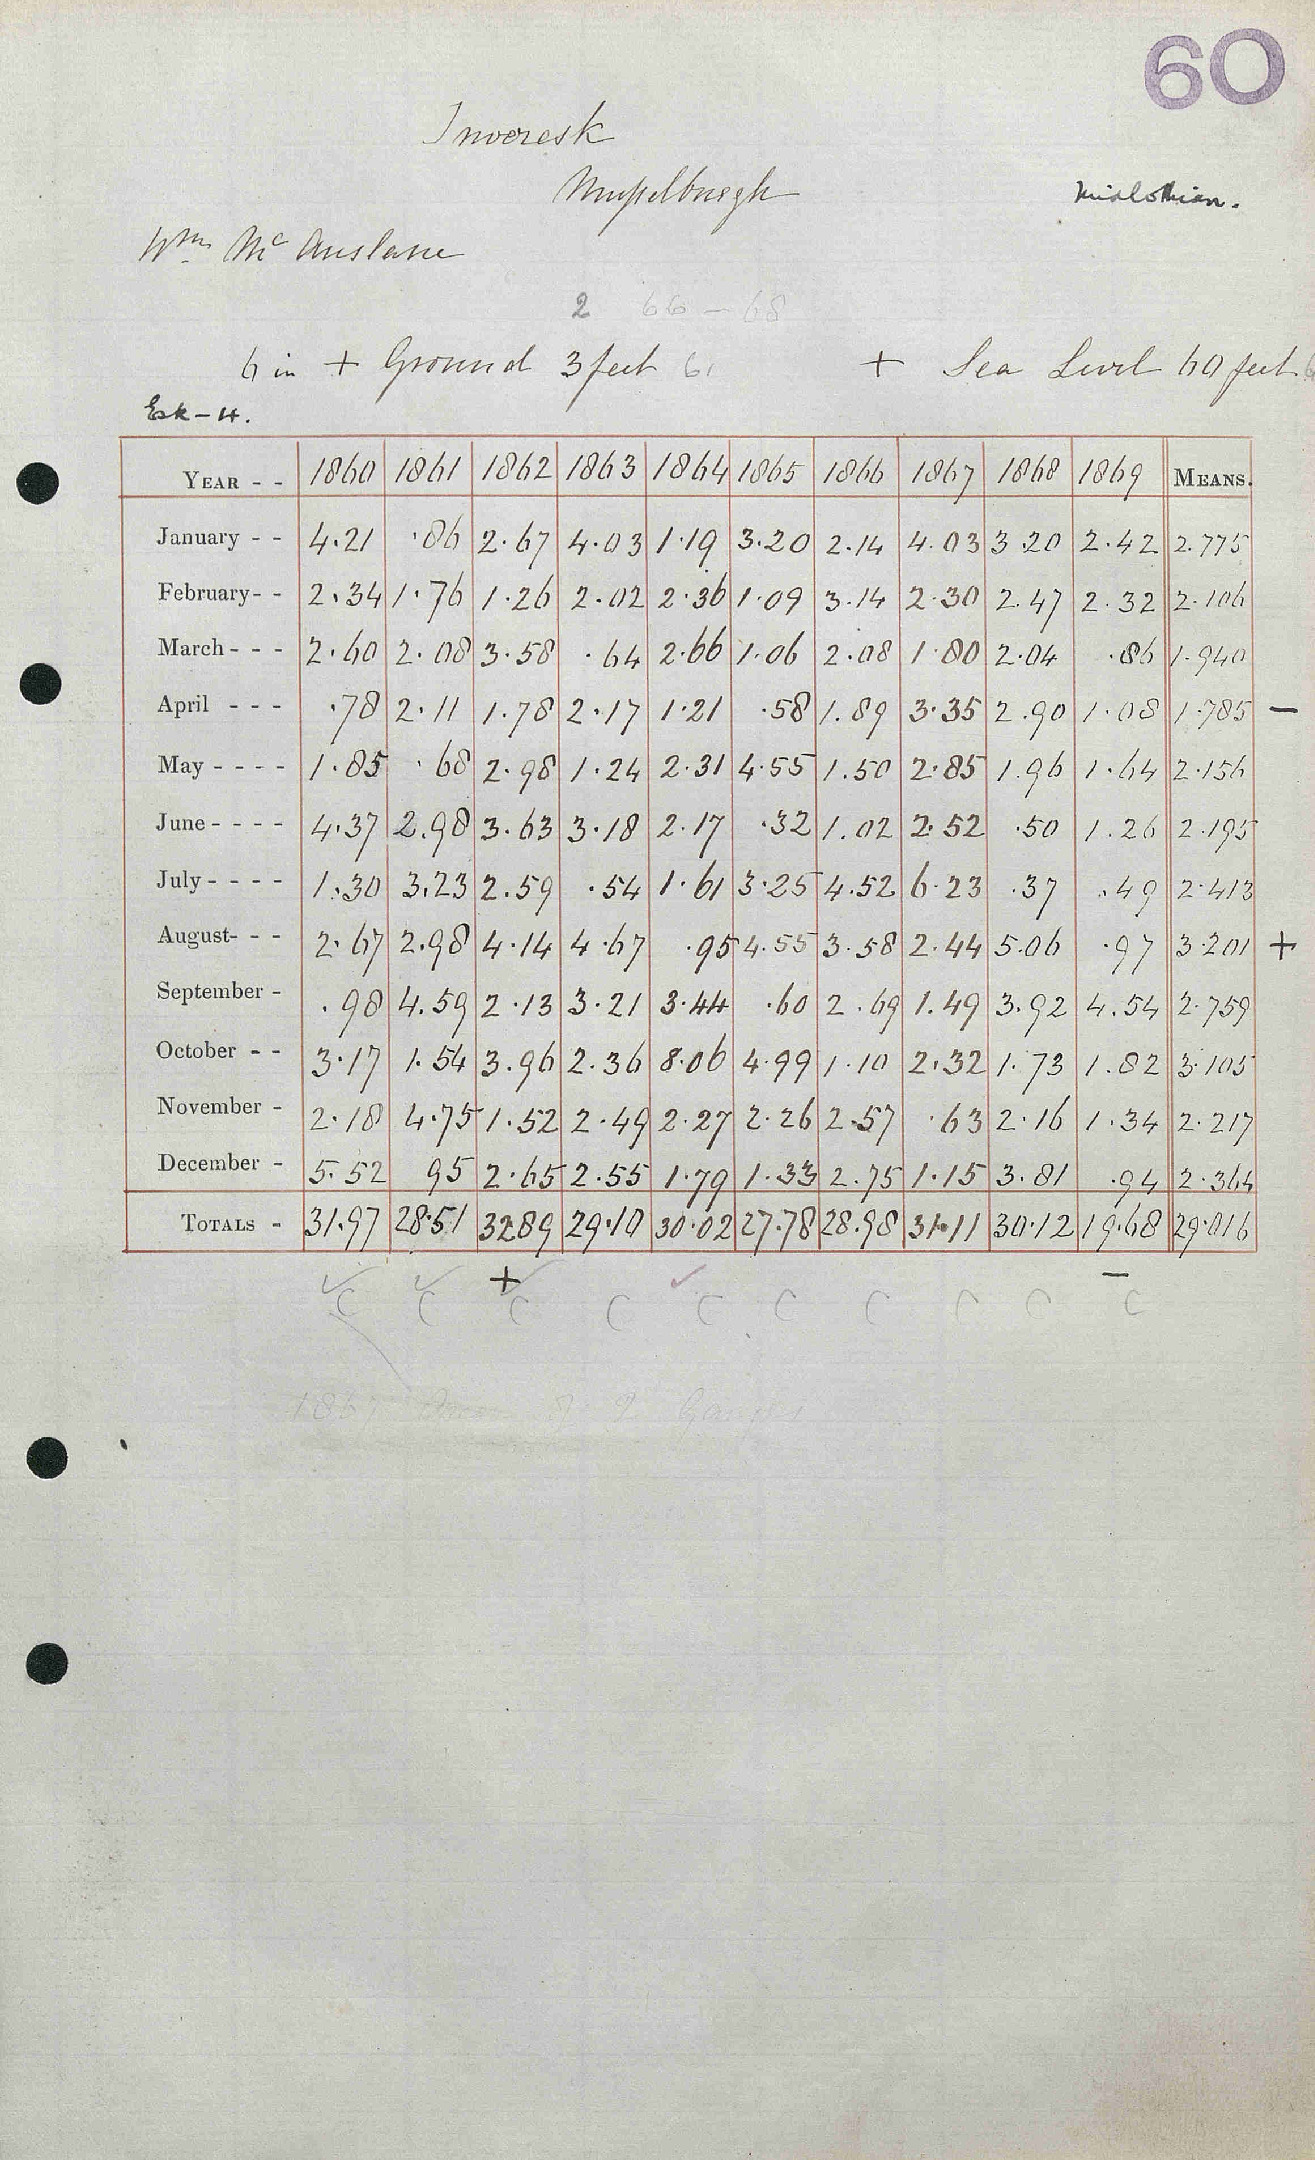 60
Inveresk
Musselburgh
Midlothian.
Wm Mc Auslane
2 66 - 68
6 in + Ground 3 feet 61 + Sea Level 60 feet.
Esk - 4.
YEAR - - 1860 1861 1862 1863 1864 1865 1866 1867 1868 1869 MEANS.
January - - 4.21 .86 2.67 4.03 1.19 3.20 2.14 4.03 3.20 2.42 2.775
February - - 2.34 1.76 1.26 2.02 2.36 1.09 3.14 2.30 2.47 2.32 2.106
March - - - 2.60 2.08 3.58 .64 2.66 1.06 2.08 1.80 2.04 .86 1.940
April - - - .78 2.11 1.78 2.17 1.21 .58 1.89 3.35 2.90 1.08 1.785 -
May - - - - 1.85 .68 2.98 1.24 2.31 4.55 1.50 2.85 1.96 1.64 2.156
June - - - - 4.37 2.98 3.63 3.18 2.17 .32 1.02 2.52 .50 1.26 2.195
July - - - - 1.30 3.23 2.59 .54 1.61 3.25 4.52 6.23 .37 .49 2.413
August - - - 2.67 2.98 4.14 4.67 .95 4.55 3.58 2.44 5.06 .97 3.201 +
September - .98 4.59 2.13 3.21 3.44 .60 2.69 1.49 3.92 4.54 2.759
October - - 3.17 1.54 3.96 2.36 8.06 4.99 1.10 2.32 1.73 1.82 3.105
November - 2.18 4.75 1.52 2.49 2.27 2.26 2.57 .63 2.16 1.34 2.217
December - 5.52 95 2.65 2.55 1.79 1.33 2.75 1.15 3.81 .94 2.364
TOTALS - 31.97 28.51 32.89 29.10 30.02 27.78 28.98 31.11 30.12 19.68 29.016
+ -
C C C C C C C C C C
1867